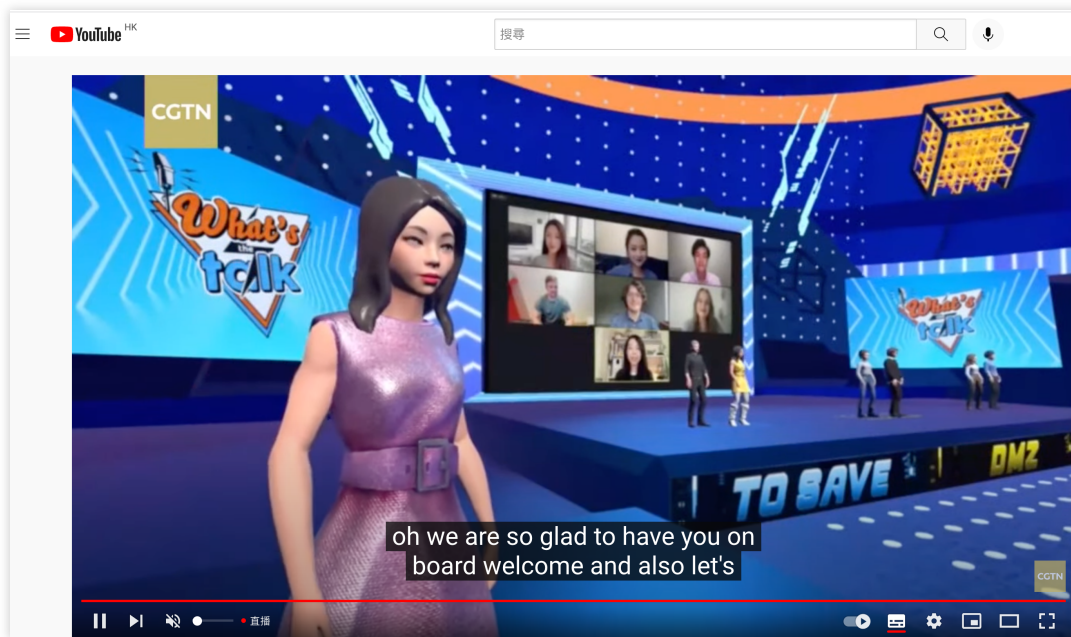 YouTube HK
搜尋
CGTN
What's
the
talk
What's
talk
TO SAVE
DMZ
oh we are so glad to have you on
board welcome and also let's
CGTN
直播